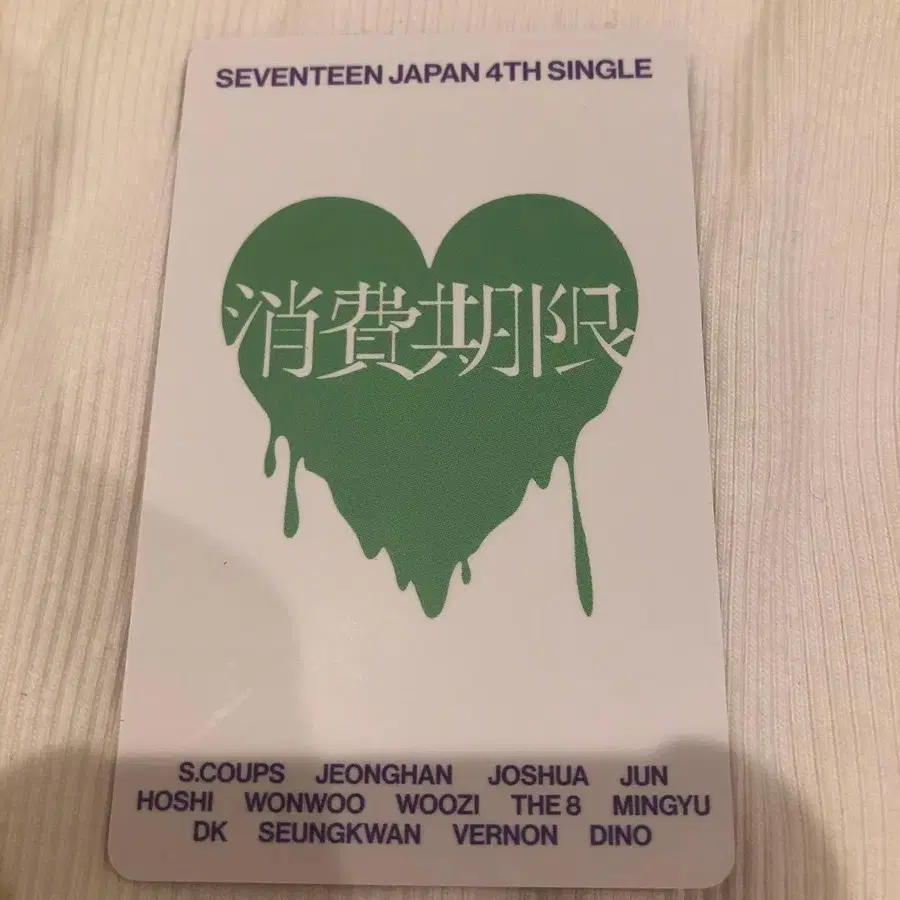 SEVENTEEN JAPAN 4TH SINGLE
消費期限
S.COUPS JEONGHAN JOSHUA JUN
HOSHI WONWOO WOOZI THE 8 MINGYU
DK SEUNGKWAN VERNON DINO